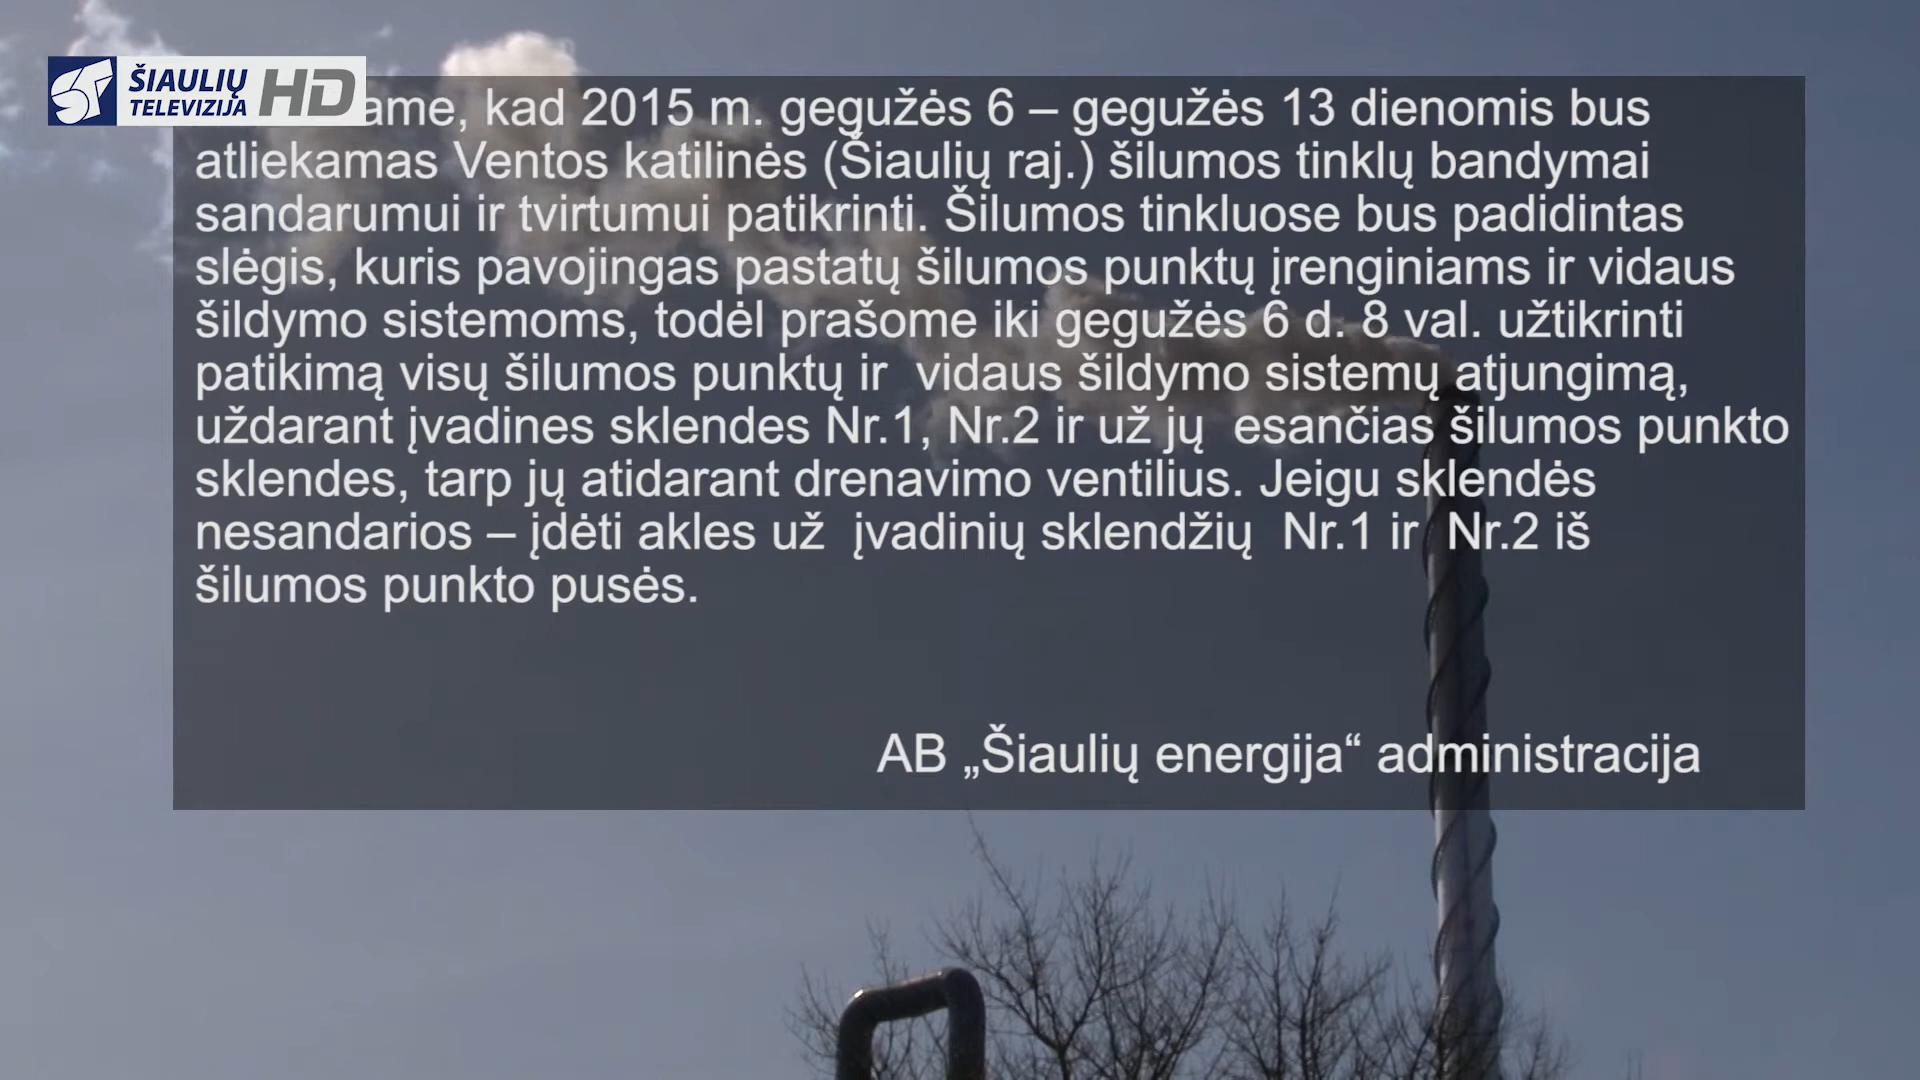 ŠIAULIŲ
TELEVIZIJA HD
kad 2015 m. gegužės 6 – gegužės 13 dienomis bus
atliekamas Ventos katilinės (Šiaulių raj.) šilumos tinklų bandymai
sandarumui ir tvirtumui patikrinti. Šilumos tinkluose bus padidintas
slėgis, kuris pavojingas pastatų šilumos punktų įrenginiams ir vidaus
šildymo sistemoms, todėl prašome iki gegužės 6 d. 8 val. užtikrinti
patikimą visų šilumos punktų ir vidaus šildymo sistemų atjungimą,
uždarant įvadines sklendes Nr.1, Nr.2 ir už jų esančias šilumos punkto
sklendes, tarp jų atidarant drenavimo ventilius. Jeigu sklendės
nesandarios – įdėti akles už įvadinių sklendžių Nr.1 ir Nr.2 iš
šilumos punkto pusės.
AB „Šiaulių energija“ administracija